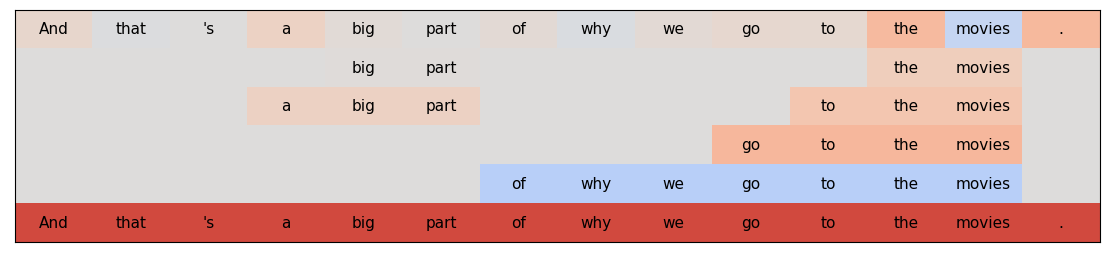 And that 's a big part of why we go to the movies .
big part the movies
a big part to the movies
go to the movies
of why we go to the movies
And that 's a big part of why we go to the movies .